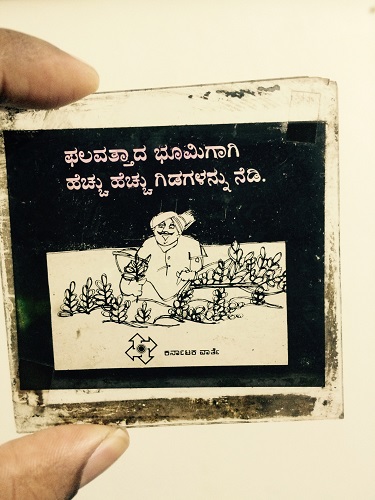 ಫಲವತ್ತಾದ ಭೂಮಿಗಾಗಿ
ಹೆಚ್ಚು ಹೆಚ್ಚು ಗಿಡಗಳನ್ನು ನೆಡಿ.
ಕರ್ನಾಟಕ ವಾರ್ತೆ